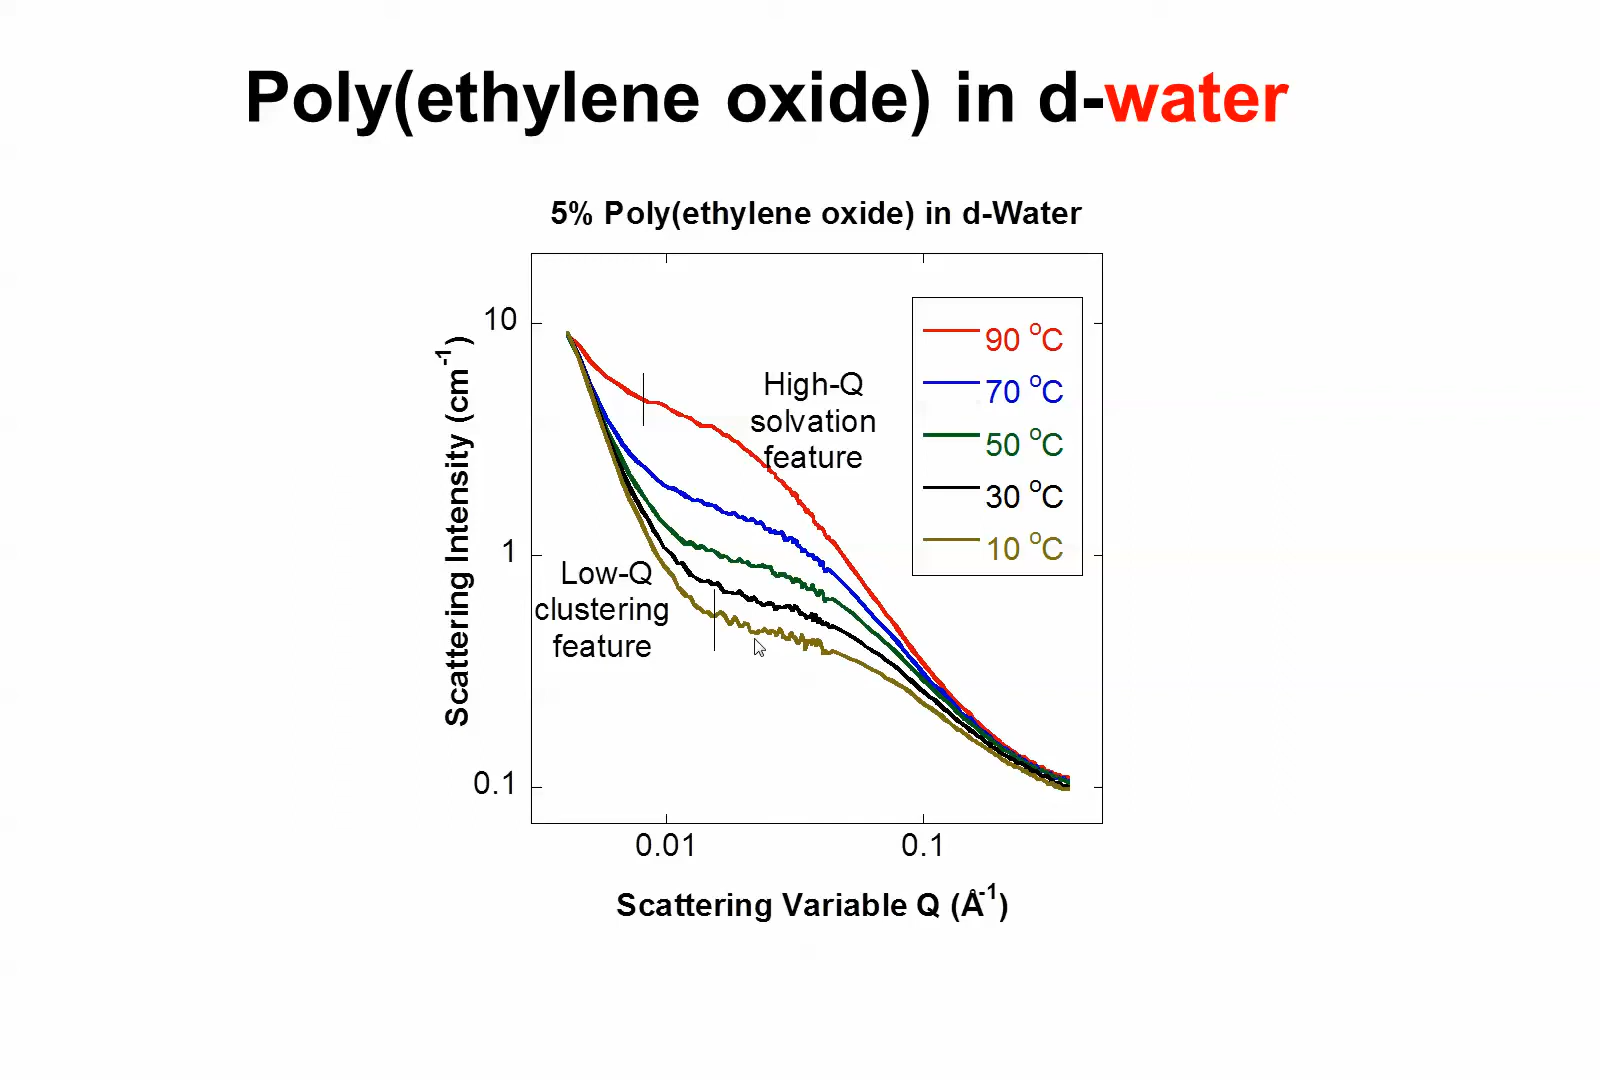 Poly(ethylene oxide) in d-water
5% Poly(ethylene oxide) in d-Water
10
1
0.1
Scattering Intensity (cm⁻¹)
High-Q
solvation
feature
Low-Q
clustering
feature
90 °C
70 °C
50 °C
30 °C
10 °C
0.01
0.1
Scattering Variable Q (Å⁻¹)